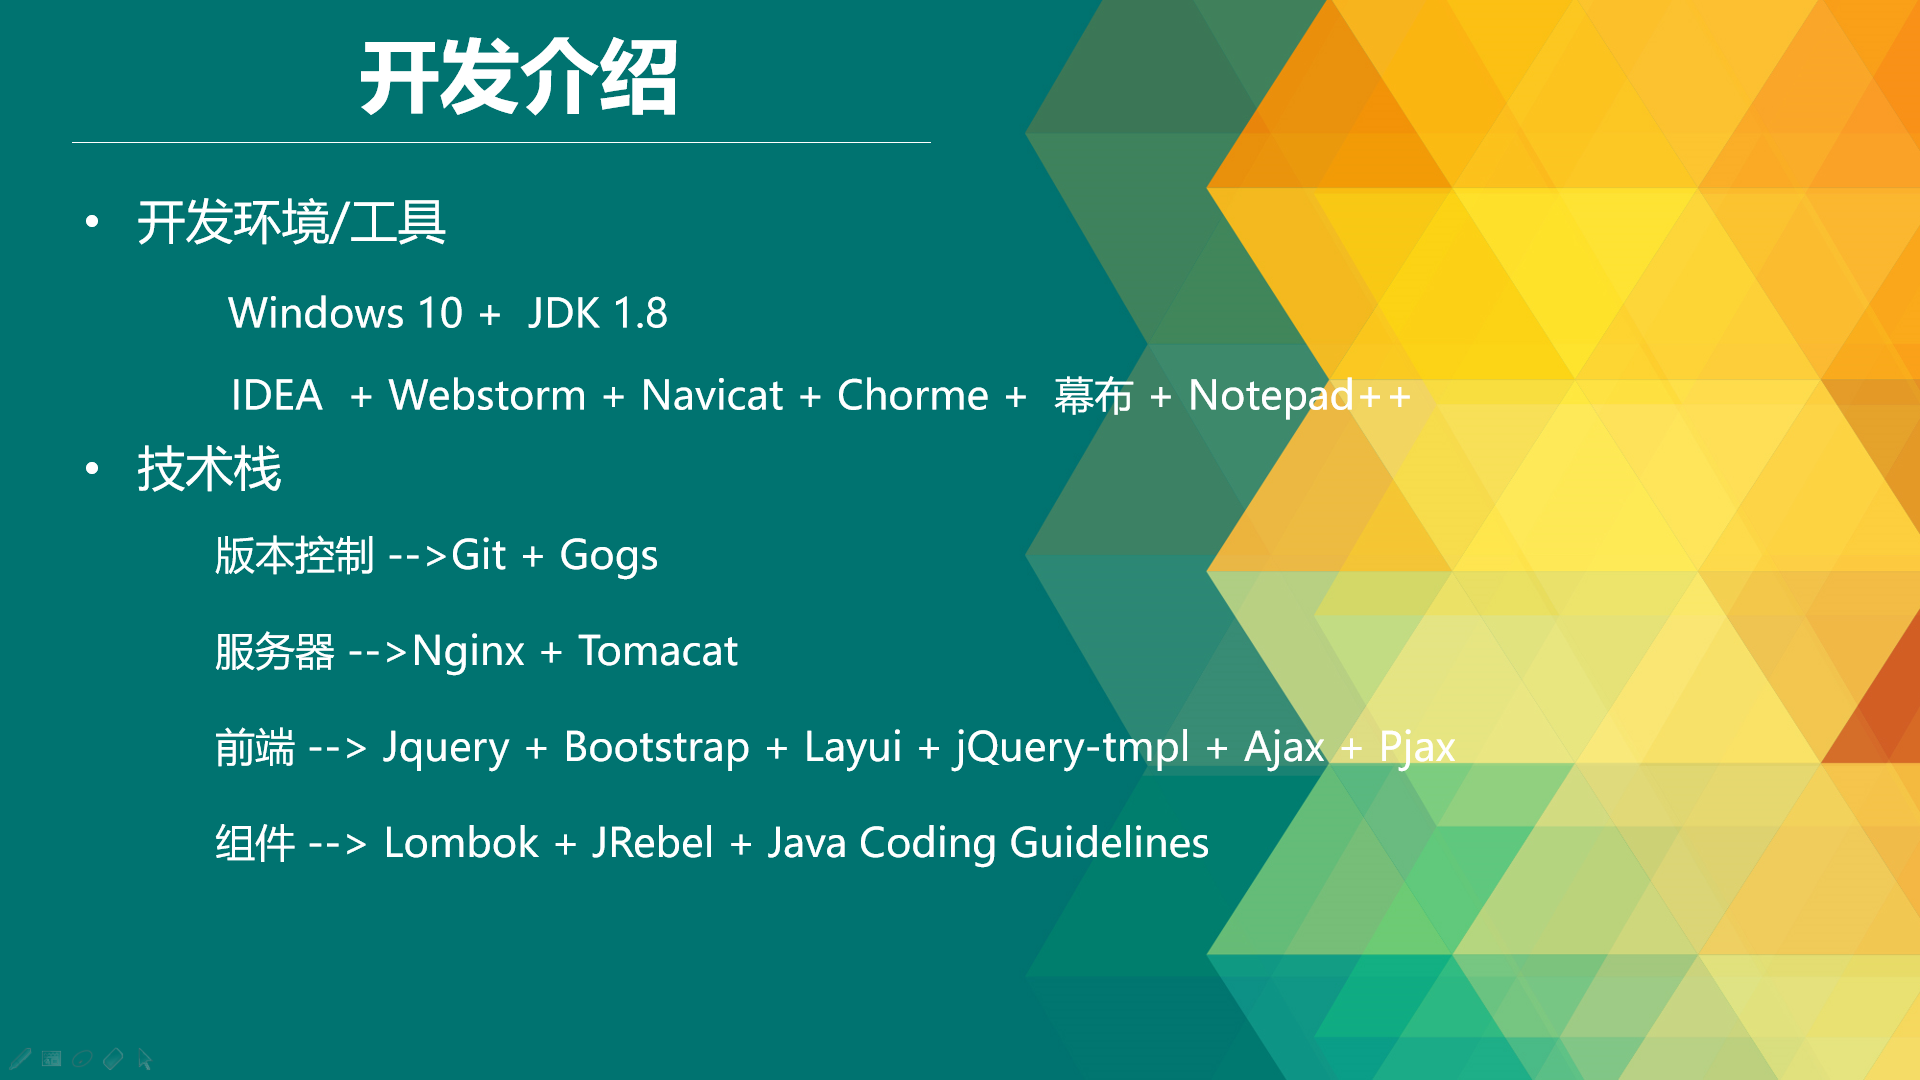 开发介绍
• 开发环境/工具
Windows 10 + JDK 1.8
IDEA + Webstorm + Navicat + Chorme + 幕布 + Notepad++
• 技术栈
版本控制 -->Git + Gogs
服务器 -->Nginx + Tomacat
前端 --> Jquery + Bootstrap + Layui + jQuery-tmpl + Ajax + Pjax
组件 --> Lombok + JRebel + Java Coding Guidelines